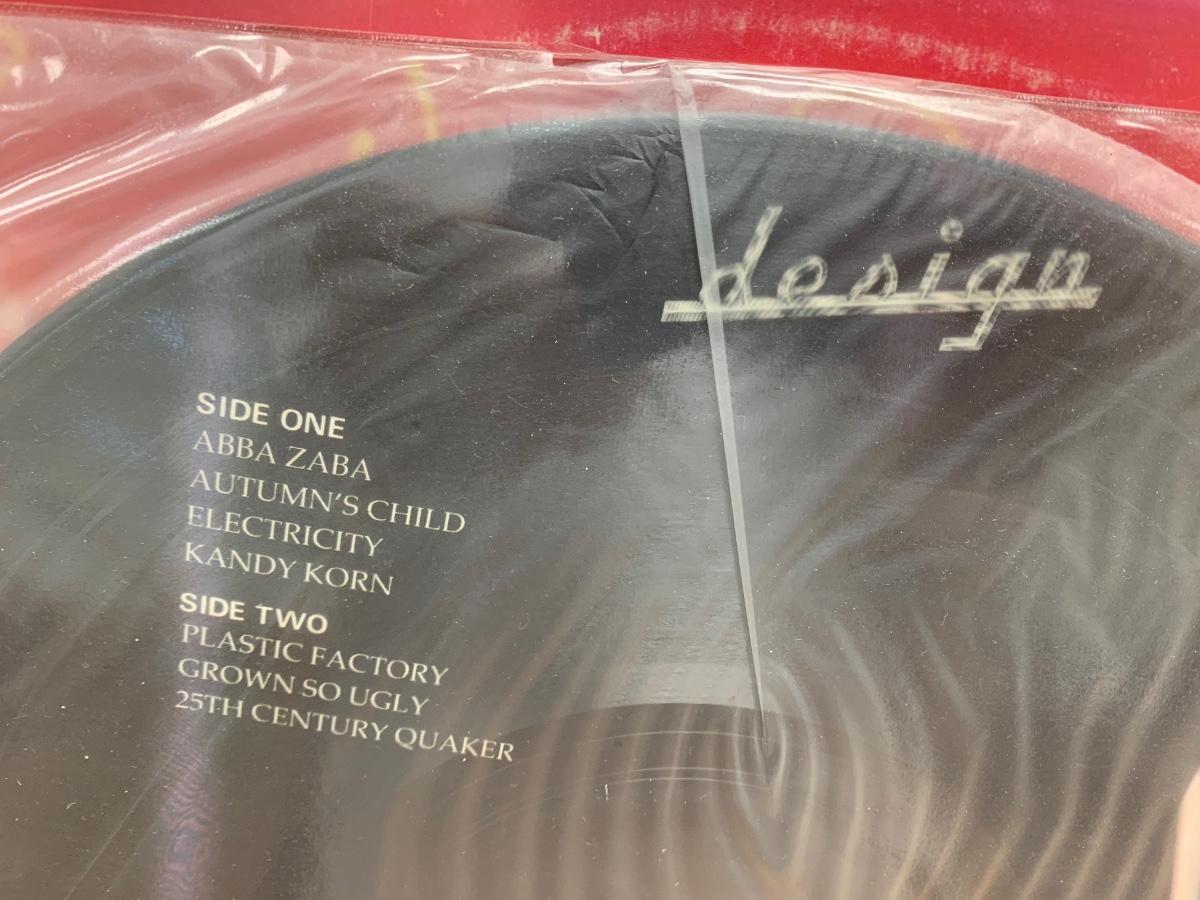 design
SIDE ONE
ABBA ZABA
AUTUMN'S CHILD
ELECTRICITY
KANDY KORN
SIDE TWO
PLASTIC FACTORY
GROWN SO UGLY
25TH CENTURY QUAKER